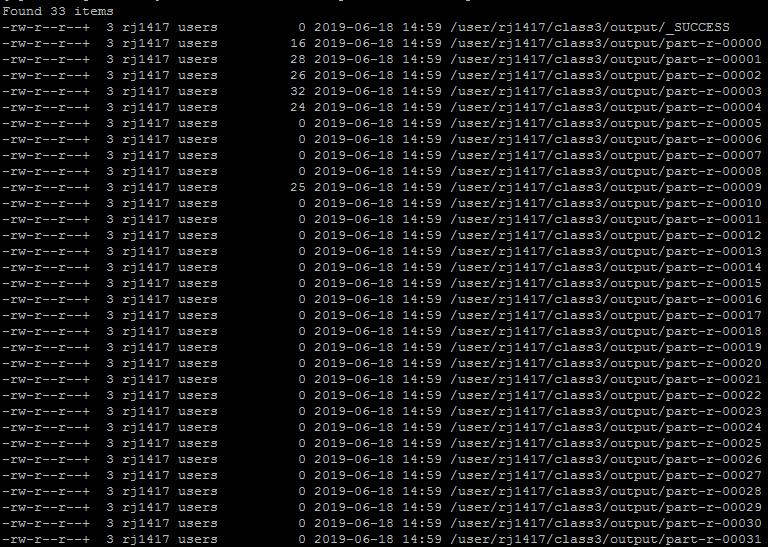 Found 33 items
-rw-r--r--+  3 rj1417 users          0 2019-06-18 14:59 /user/rj1417/class3/output/_SUCCESS
-rw-r--r--+  3 rj1417 users         16 2019-06-18 14:59 /user/rj1417/class3/output/part-r-00000
-rw-r--r--+  3 rj1417 users         28 2019-06-18 14:59 /user/rj1417/class3/output/part-r-00001
-rw-r--r--+  3 rj1417 users         26 2019-06-18 14:59 /user/rj1417/class3/output/part-r-00002
-rw-r--r--+  3 rj1417 users         32 2019-06-18 14:59 /user/rj1417/class3/output/part-r-00003
-rw-r--r--+  3 rj1417 users         24 2019-06-18 14:59 /user/rj1417/class3/output/part-r-00004
-rw-r--r--+  3 rj1417 users          0 2019-06-18 14:59 /user/rj1417/class3/output/part-r-00005
-rw-r--r--+  3 rj1417 users          0 2019-06-18 14:59 /user/rj1417/class3/output/part-r-00006
-rw-r--r--+  3 rj1417 users          0 2019-06-18 14:59 /user/rj1417/class3/output/part-r-00007
-rw-r--r--+  3 rj1417 users          0 2019-06-18 14:59 /user/rj1417/class3/output/part-r-00008
-rw-r--r--+  3 rj1417 users         25 2019-06-18 14:59 /user/rj1417/class3/output/part-r-00009
-rw-r--r--+  3 rj1417 users          0 2019-06-18 14:59 /user/rj1417/class3/output/part-r-00010
-rw-r--r--+  3 rj1417 users          0 2019-06-18 14:59 /user/rj1417/class3/output/part-r-00011
-rw-r--r--+  3 rj1417 users          0 2019-06-18 14:59 /user/rj1417/class3/output/part-r-00012
-rw-r--r--+  3 rj1417 users          0 2019-06-18 14:59 /user/rj1417/class3/output/part-r-00013
-rw-r--r--+  3 rj1417 users          0 2019-06-18 14:59 /user/rj1417/class3/output/part-r-00014
-rw-r--r--+  3 rj1417 users          0 2019-06-18 14:59 /user/rj1417/class3/output/part-r-00015
-rw-r--r--+  3 rj1417 users          0 2019-06-18 14:59 /user/rj1417/class3/output/part-r-00016
-rw-r--r--+  3 rj1417 users          0 2019-06-18 14:59 /user/rj1417/class3/output/part-r-00017
-rw-r--r--+  3 rj1417 users          0 2019-06-18 14:59 /user/rj1417/class3/output/part-r-00018
-rw-r--r--+  3 rj1417 users          0 2019-06-18 14:59 /user/rj1417/class3/output/part-r-00019
-rw-r--r--+  3 rj1417 users          0 2019-06-18 14:59 /user/rj1417/class3/output/part-r-00020
-rw-r--r--+  3 rj1417 users          0 2019-06-18 14:59 /user/rj1417/class3/output/part-r-00021
-rw-r--r--+  3 rj1417 users          0 2019-06-18 14:59 /user/rj1417/class3/output/part-r-00022
-rw-r--r--+  3 rj1417 users          0 2019-06-18 14:59 /user/rj1417/class3/output/part-r-00023
-rw-r--r--+  3 rj1417 users          0 2019-06-18 14:59 /user/rj1417/class3/output/part-r-00024
-rw-r--r--+  3 rj1417 users          0 2019-06-18 14:59 /user/rj1417/class3/output/part-r-00025
-rw-r--r--+  3 rj1417 users          0 2019-06-18 14:59 /user/rj1417/class3/output/part-r-00026
-rw-r--r--+  3 rj1417 users          0 2019-06-18 14:59 /user/rj1417/class3/output/part-r-00027
-rw-r--r--+  3 rj1417 users          0 2019-06-18 14:59 /user/rj1417/class3/output/part-r-00028
-rw-r--r--+  3 rj1417 users          0 2019-06-18 14:59 /user/rj1417/class3/output/part-r-00029
-rw-r--r--+  3 rj1417 users          0 2019-06-18 14:59 /user/rj1417/class3/output/part-r-00030
-rw-r--r--+  3 rj1417 users          0 2019-06-18 14:59 /user/rj1417/class3/output/part-r-00031